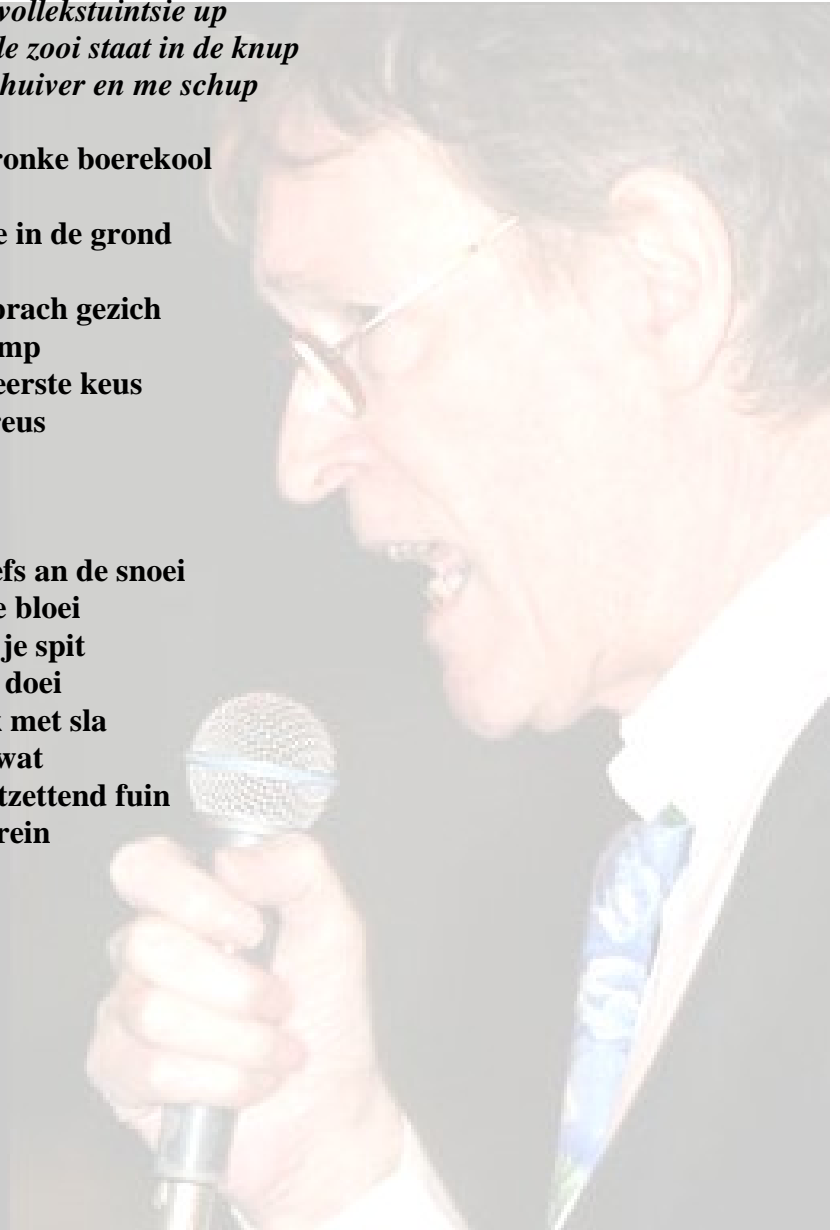 vollekstuintsie up
de zooi staat in de knup
huiver en me schup
ronke boerekool
e in de grond
prach gezich
mp
eerste keus
reus
efs an de snoei
e bloei
je spit
doei
k met sla
wat
tzettend fuin
rein